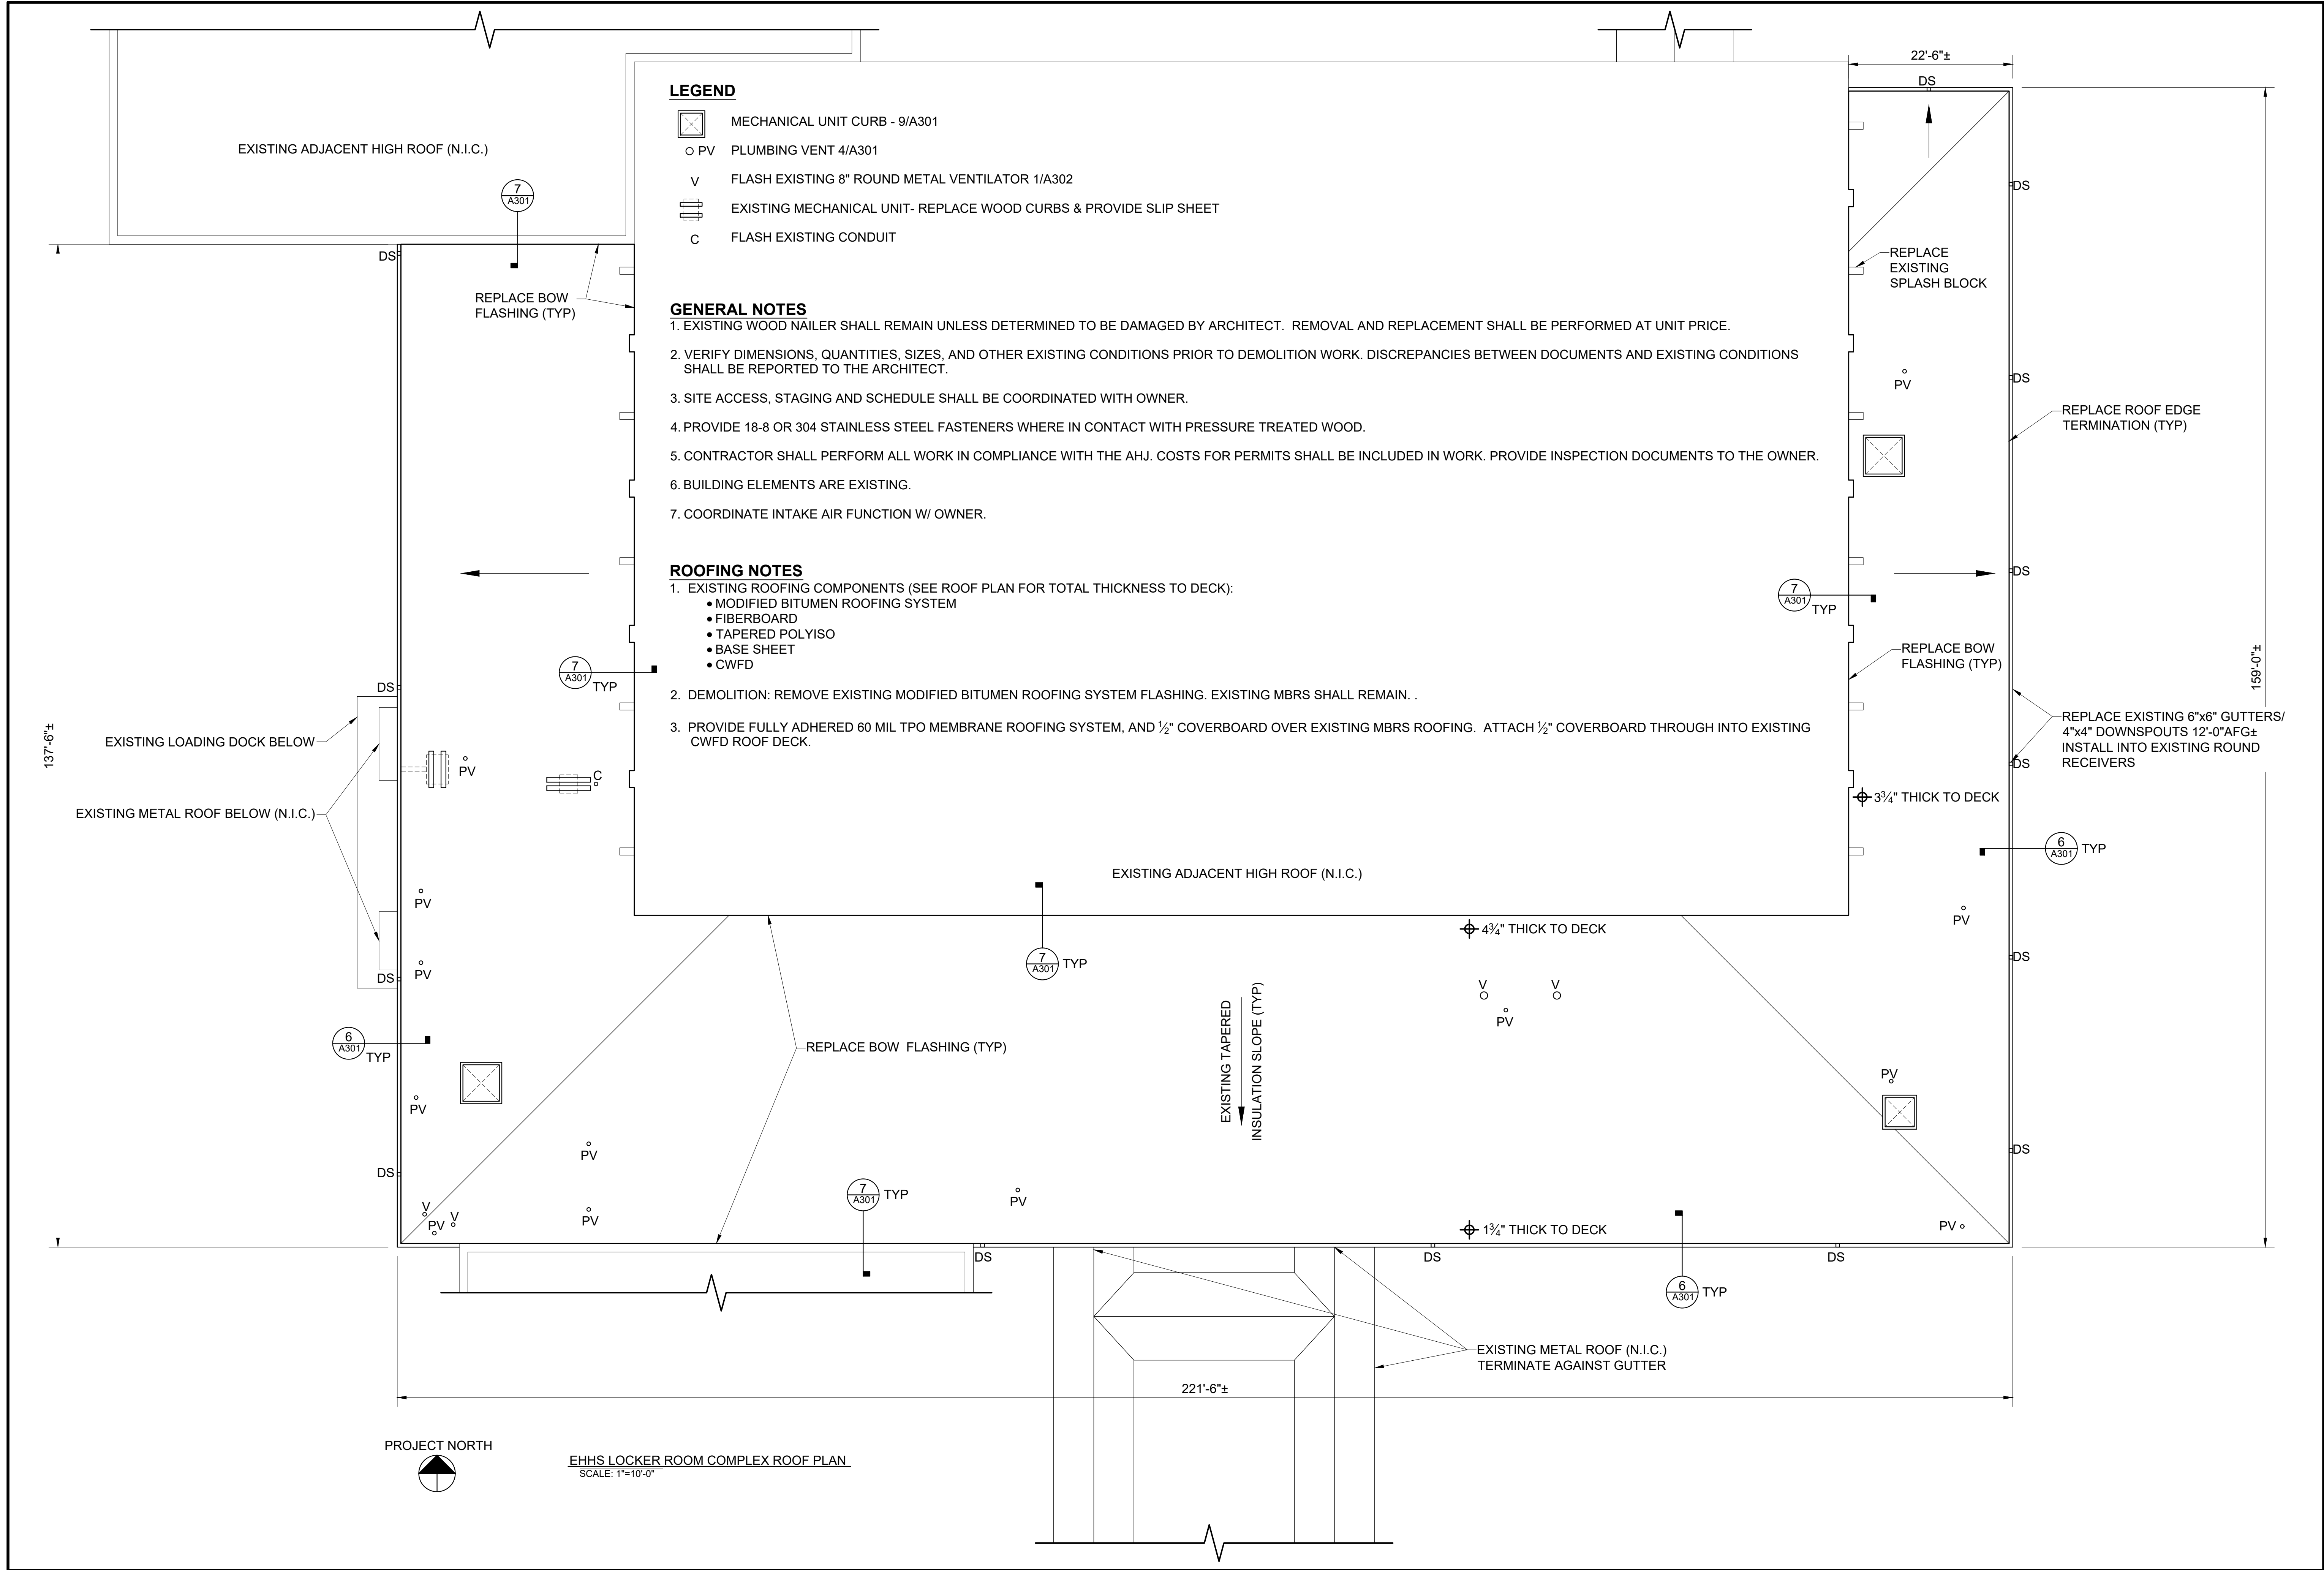 22'-6"±
DS
LEGEND
MECHANICAL UNIT CURB - 9/A301
PV PLUMBING VENT 4/A301
V FLASH EXISTING 8" ROUND METAL VENTILATOR 1/A302
EXISTING MECHANICAL UNIT- REPLACE WOOD CURBS & PROVIDE SLIP SHEET
C FLASH EXISTING CONDUIT
EXISTING ADJACENT HIGH ROOF (N.I.C.)
7
A301
DS
DS
REPLACE BOW
FLASHING (TYP)
REPLACE
EXISTING
SPLASH BLOCK
GENERAL NOTES
1. EXISTING WOOD NAILER SHALL REMAIN UNLESS DETERMINED TO BE DAMAGED BY ARCHITECT. REMOVAL AND REPLACEMENT SHALL BE PERFORMED AT UNIT PRICE.
2. VERIFY DIMENSIONS, QUANTITIES, SIZES, AND OTHER EXISTING CONDITIONS PRIOR TO DEMOLITION WORK. DISCREPANCIES BETWEEN DOCUMENTS AND EXISTING CONDITIONS
SHALL BE REPORTED TO THE ARCHITECT.
3. SITE ACCESS, STAGING AND SCHEDULE SHALL BE COORDINATED WITH OWNER.
4. PROVIDE 18-8 OR 304 STAINLESS STEEL FASTENERS WHERE IN CONTACT WITH PRESSURE TREATED WOOD.
5. CONTRACTOR SHALL PERFORM ALL WORK IN COMPLIANCE WITH THE AHJ. COSTS FOR PERMITS SHALL BE INCLUDED IN WORK. PROVIDE INSPECTION DOCUMENTS TO THE OWNER.
6. BUILDING ELEMENTS ARE EXISTING.
7. COORDINATE INTAKE AIR FUNCTION W/ OWNER.
ROOFING NOTES
1. EXISTING ROOFING COMPONENTS (SEE ROOF PLAN FOR TOTAL THICKNESS TO DECK):
• MODIFIED BITUMEN ROOFING SYSTEM
• FIBERBOARD
• TAPERED POLYISO
• BASE SHEET
• CWFD
2. DEMOLITION: REMOVE EXISTING MODIFIED BITUMEN ROOFING SYSTEM FLASHING. EXISTING MBRS SHALL REMAIN. .
3. PROVIDE FULLY ADHERED 60 MIL TPO MEMBRANE ROOFING SYSTEM, AND ½" COVERBOARD OVER EXISTING MBRS ROOFING. ATTACH ½" COVERBOARD THROUGH INTO EXISTING
CWFD ROOF DECK.
PV
DS
REPLACE ROOF EDGE
TERMINATION (TYP)
DS
7
A301
TYP
7
A301
TYP
REPLACE BOW
FLASHING (TYP)
159'-0"±
137'-6"±
DS
EXISTING LOADING DOCK BELOW
PV
C
EXISTING METAL ROOF BELOW (N.I.C.)
REPLACE EXISTING 6"x6" GUTTERS/
4"x4" DOWNSPOUTS 12'-0"AFG±
INSTALL INTO EXISTING ROUND
RECEIVERS
DS
3¾" THICK TO DECK
6
A301
TYP
EXISTING ADJACENT HIGH ROOF (N.I.C.)
PV
PV
4¾" THICK TO DECK
7
A301
TYP
DS
PV
DS
V
V
PV
EXISTING TAPERED
INSULATION SLOPE (TYP)
6
A301
TYP
REPLACE BOW FLASHING (TYP)
PV
PV
PV
DS
DS
7
A301
TYP
PV
PV
V
V
PV
PV
1¾" THICK TO DECK
PV
DS
DS
DS
6
A301
TYP
EXISTING METAL ROOF (N.I.C.)
TERMINATE AGAINST GUTTER
221'-6"±
PROJECT NORTH
EHHS LOCKER ROOM COMPLEX ROOF PLAN
SCALE: 1"=10'-0"